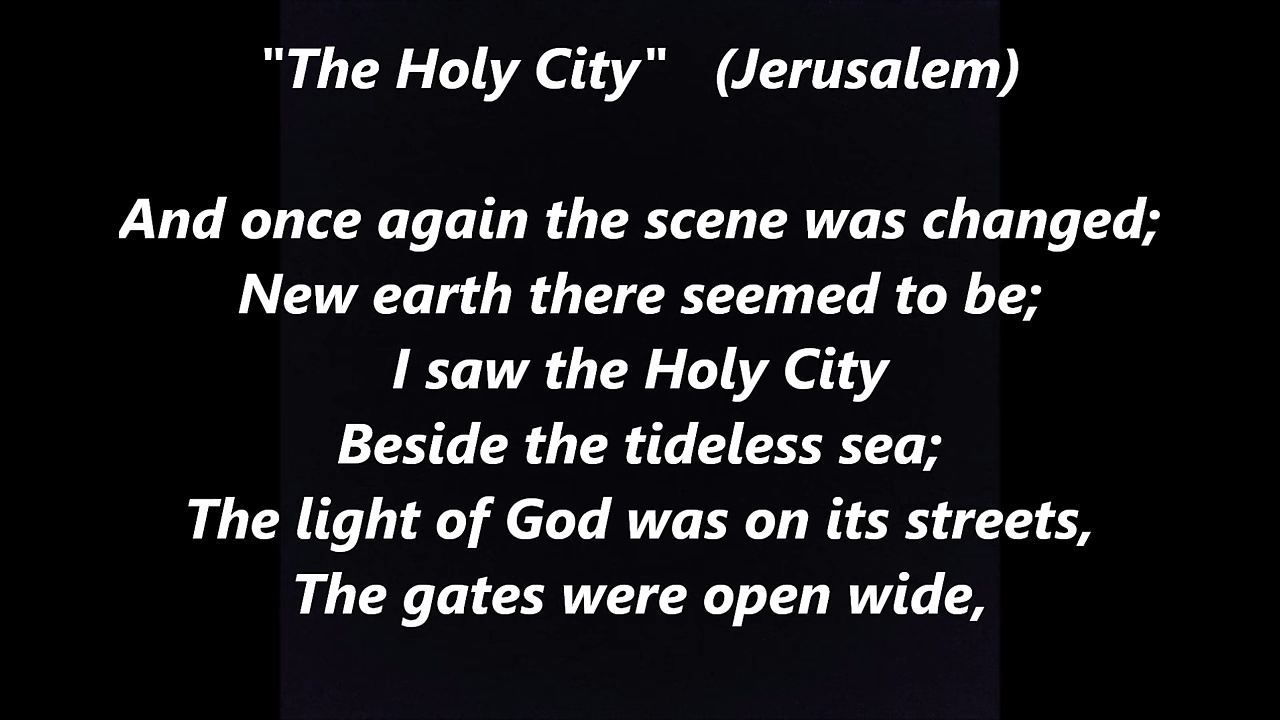 "The Holy City"   (Jerusalem)
And once again the scene was changed;
New earth there seemed to be;
I saw the Holy City
Beside the tideless sea;
The light of God was on its streets,
The gates were open wide,